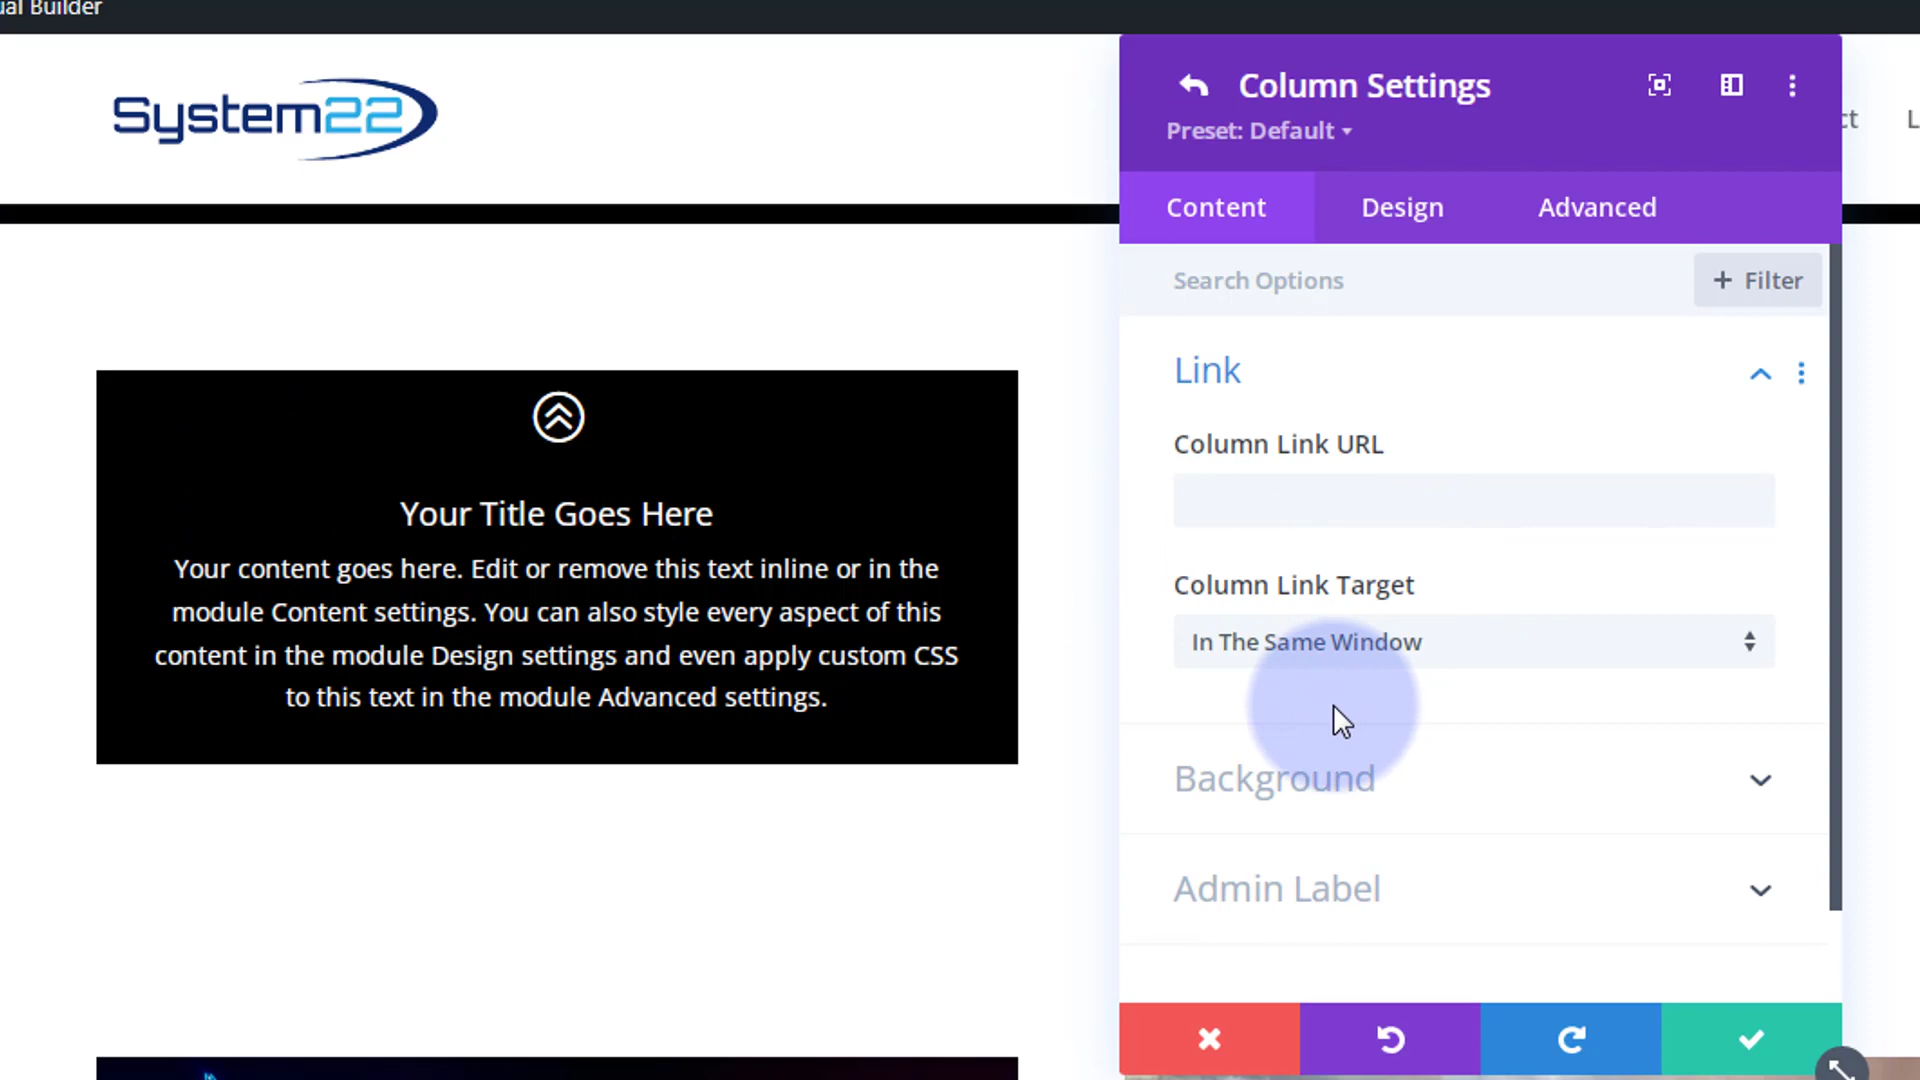 ual Builder
System22
Column Settings
Preset: Default
ct
L
Content
Design
Advanced
Search Options
+ Filter
Link
Column Link URL
Column Link Target
In The Same Window
Background
Admin Label
Your Title Goes Here
Your content goes here. Edit or remove this text inline or in the
module Content settings. You can also style every aspect of this
content in the module Design settings and even apply custom CSS
to this text in the module Advanced settings.